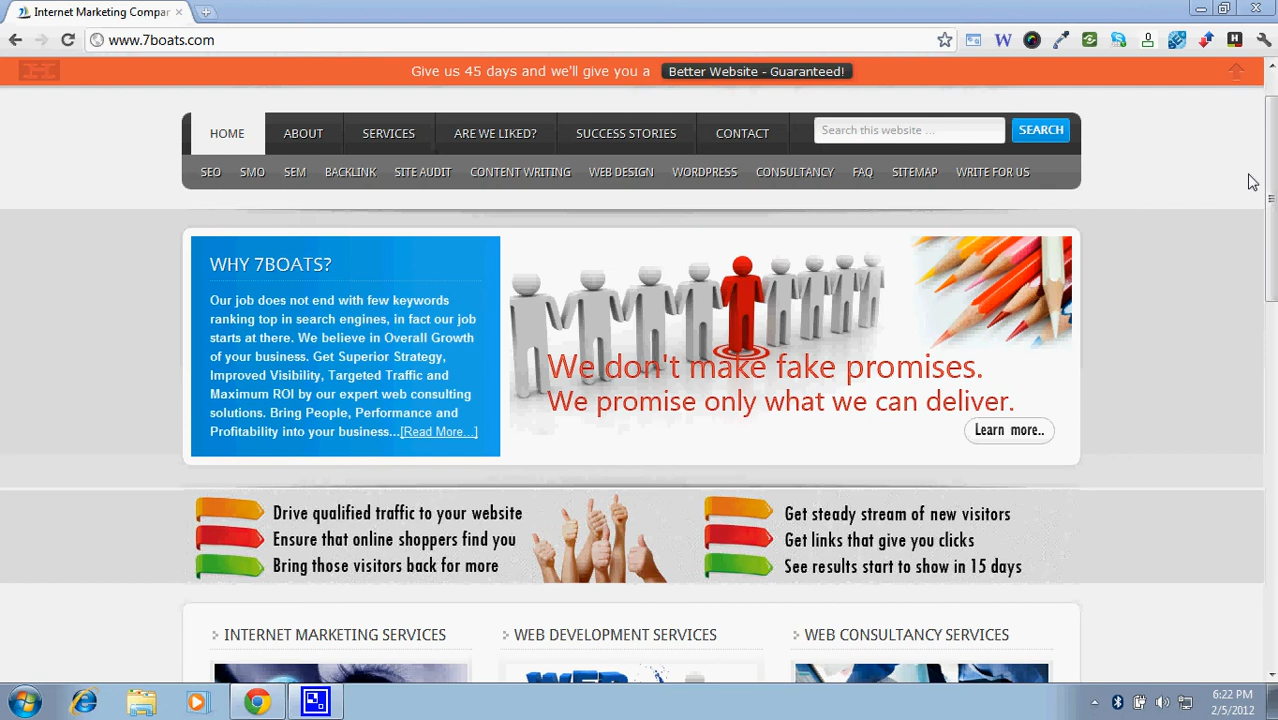 Internet Marketing Compar
www.7boats.com
Give us 45 days and we'll give you a Better Website - Guaranteed!
HOME ABOUT SERVICES ARE WE LIKED? SUCCESS STORIES CONTACT Search this website ... SEARCH
SEO SMO SEM BACKLINK SITE AUDIT CONTENT WRITING WEB DESIGN WORDPRESS CONSULTANCY FAQ SITEMAP WRITE FOR US
WHY 7BOATS?
Our job does not end with few keywords
ranking top in search engines, in fact our job
starts at there. We believe in Overall Growth
of your business. Get Superior Strategy,
Improved Visibility, Targeted Traffic and
Maximum ROI by our expert web consulting
solutions. Bring People, Performance and
Profitability into your business...[Read More...]
We don't make fake promises.
We promise only what we can deliver.
Learn more..
Drive qualified traffic to your website
Ensure that online shoppers find you
Bring those visitors back for more
Get steady stream of new visitors
Get links that give you clicks
See results start to show in 15 days
INTERNET MARKETING SERVICES
WEB DEVELOPMENT SERVICES
WEB CONSULTANCY SERVICES
6:22 PM
2/5/2012